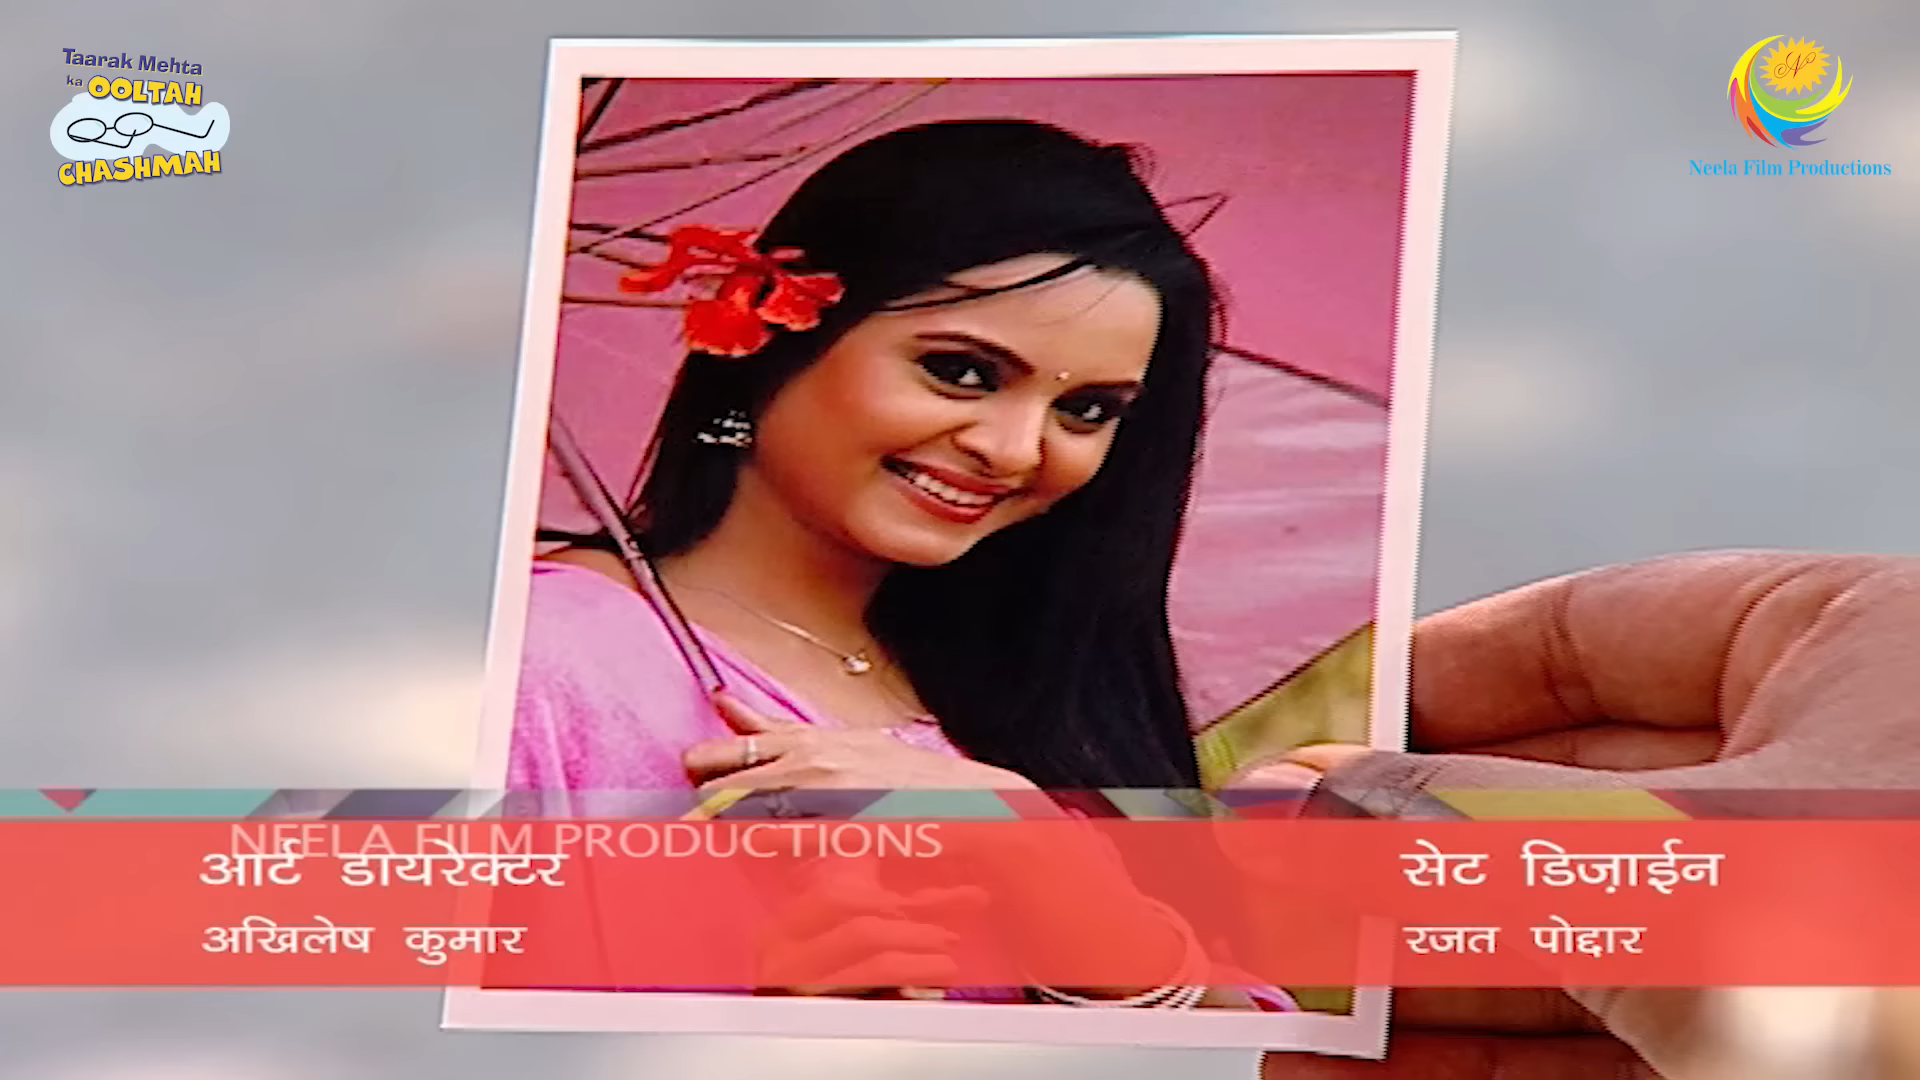 Taarak Mehta
ka OOLTAH
CHASHMAH
Neela Film Productions
NEELA FILM PRODUCTIONS
आर्ट डायरेक्टर
अखिलेष कुमार
सेट डिज़ाईन
रजत पोद्दार